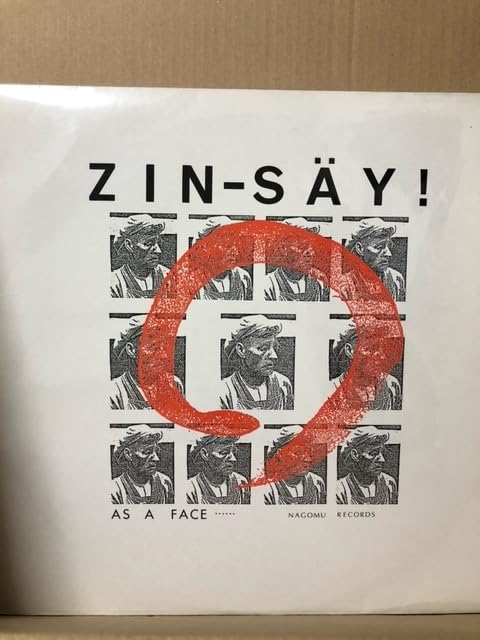 ZIN-SÄY!
AS A FACE ······
NAGOMU RECORDS